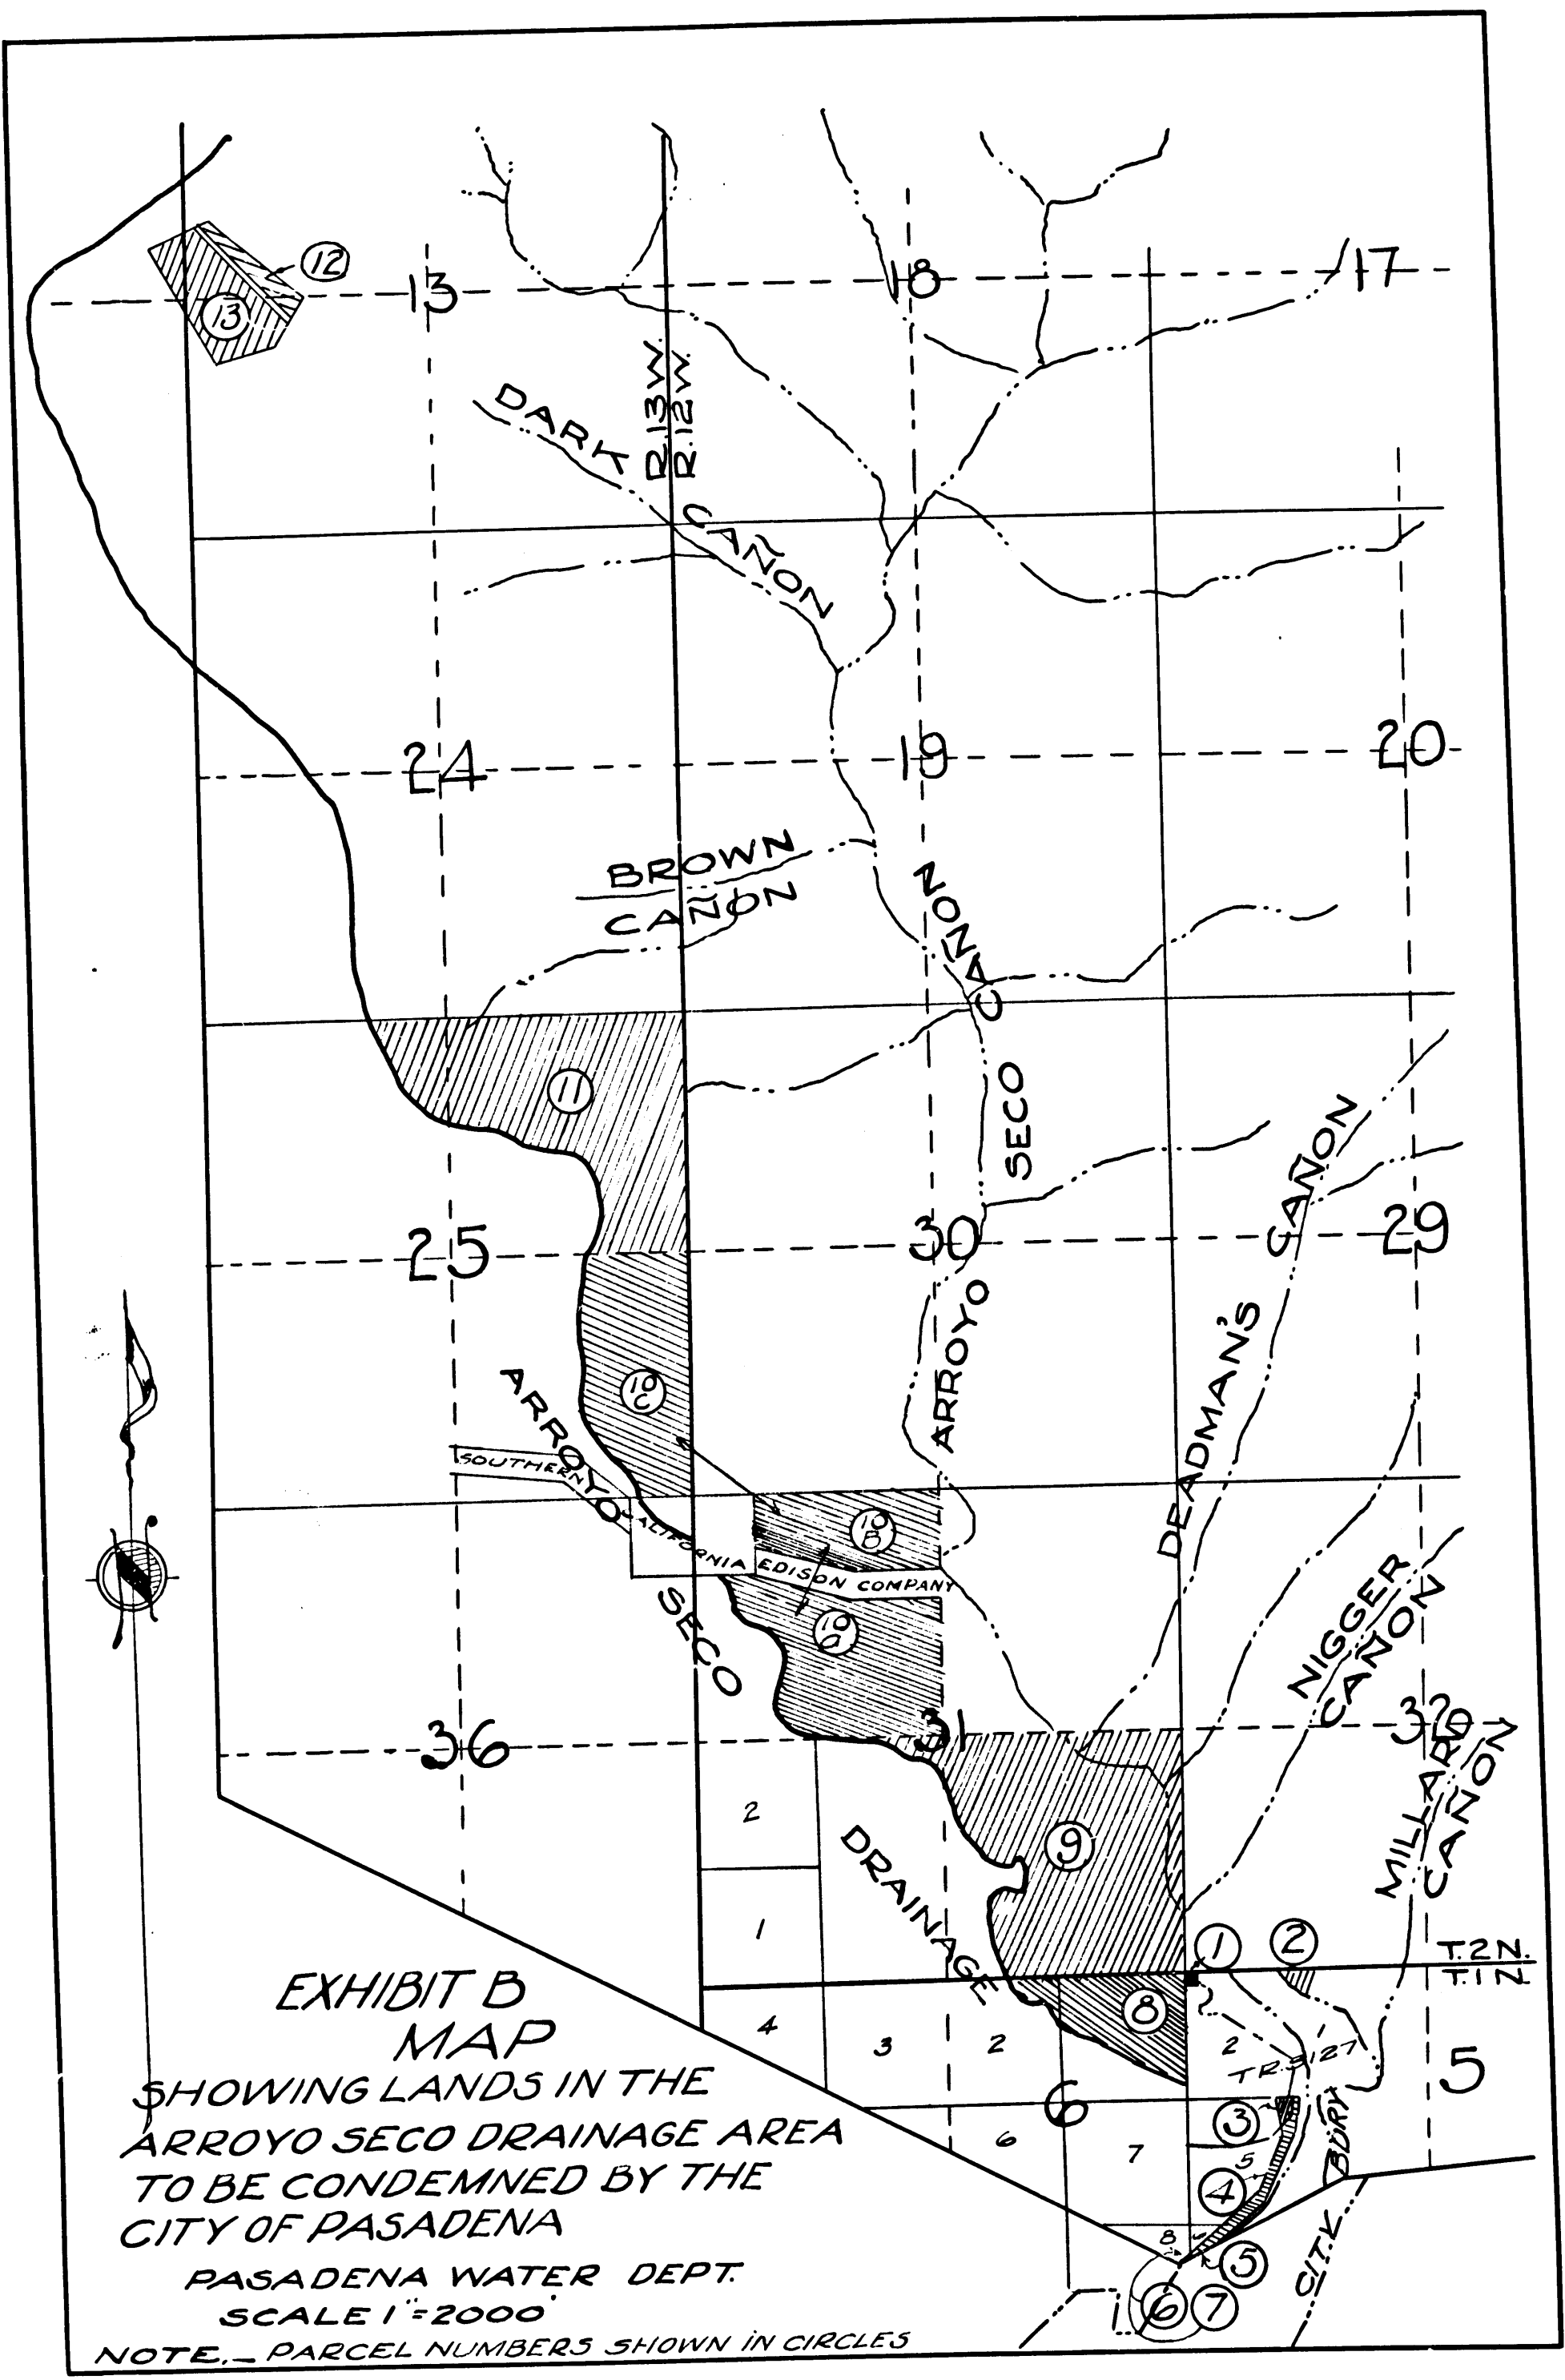 12
13
13
18
17
R.13W.
R.12W.
DARK CAÑON
24
19
20
BROWN
CAÑON
CAÑON
SECO
ARROYO
11
25
30
29
DEADMAN'S CAÑON
10
C
ARROYO SECO DRAINAGE
SOUTHERN CALIFORNIA EDISON COMPANY
10
B
10
a
NIGGER
CAÑON
36
31
32
MILLARD
CAÑON
2
9
1
1
2
T.2N.
T.1N.
4
3
2
8
2
1
TR.8127
5
6
3
6
7
5
BDRY
4
8
5
6
7
CITY
EXHIBIT B
MAP
SHOWING LANDS IN THE
ARROYO SECO DRAINAGE AREA
TO BE CONDEMNED BY THE
CITY OF PASADENA
PASADENA WATER DEPT.
SCALE 1"=2000'
NOTE.— PARCEL NUMBERS SHOWN IN CIRCLES